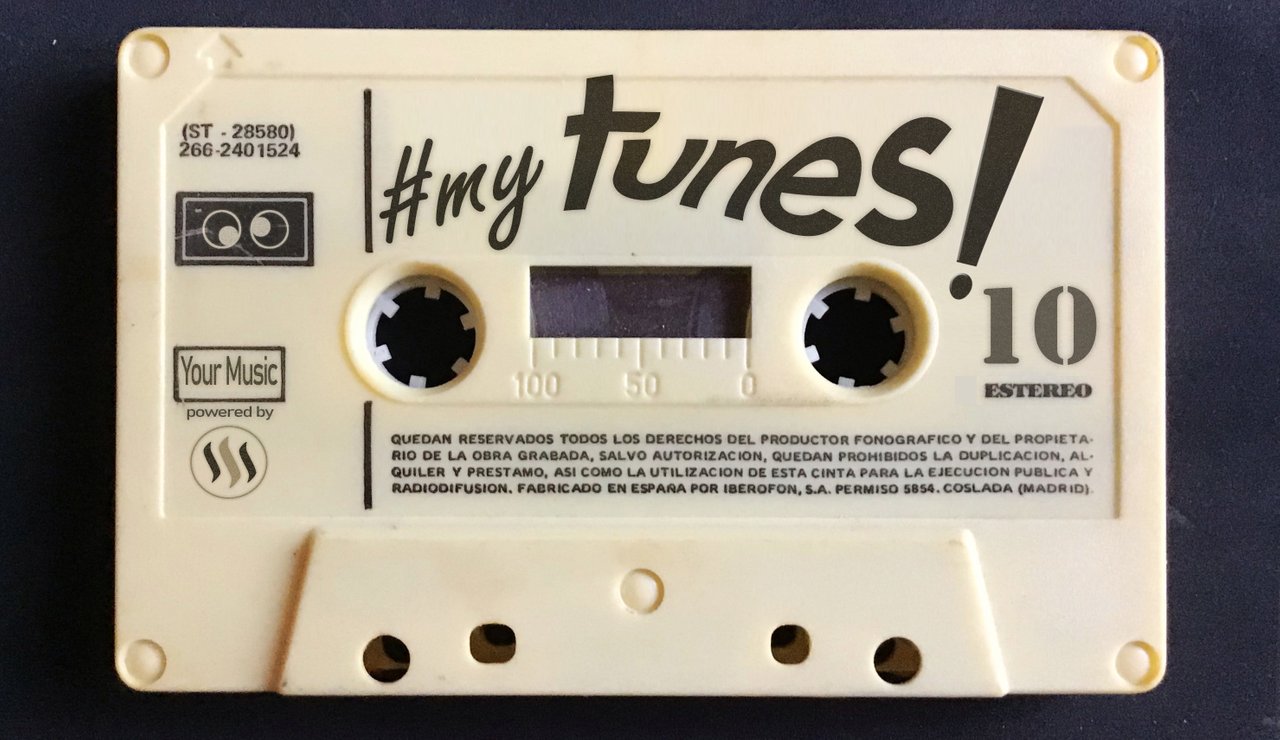 (ST - 28580)
266-2401524
#my tunes!
'10
ESTEREO
100 50 0
Your Music
powered by
QUEDAN RESERVADOS TODOS LOS DERECHOS DEL PRODUCTOR FONOGRAFICO Y DEL PROPIETA-
RIO DE LA OBRA GRABADA, SALVO AUTORIZACION, QUEDAN PROHIBIDOS LA DUPLICACION, AL-
QUILER Y PRESTAMO, ASI COMO LA UTILIZACION DE ESTA CINTA PARA LA EJECUCION PUBLICA Y
RADIODIFUSION. FABRICADO EN ESPAÑA POR IBEROFON, S.A. PERMISO 5854. COSLADA (MADRID).